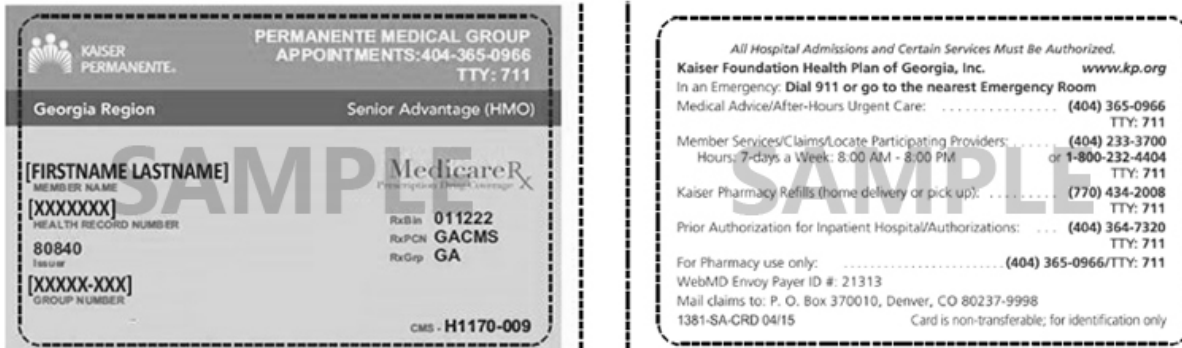 KAISER
PERMANENTE®
PERMANENTE MEDICAL GROUP
APPOINTMENTS:404-365-0966
TTY: 711
Georgia Region Senior Advantage (HMO)
SAMPLE
[FIRSTNAME LASTNAME]
MEMBER NAME
[XXXXXXX]
HEALTH RECORD NUMBER
80840
Issuer
[XXXXX-XXX]
GROUP NUMBER
MedicareRx
Prescription Drug Coverage
RxBin 011222
RxPCN GACMS
RxGrp GA
CMS - H1170-009
All Hospital Admissions and Certain Services Must Be Authorized.
Kaiser Foundation Health Plan of Georgia, Inc. www.kp.org
In an Emergency: Dial 911 or go to the nearest Emergency Room
Medical Advice/After-Hours Urgent Care: ................ (404) 365-0966
TTY: 711
SAMPLE
Member Services/Claims/Locate Participating Providers: (404) 233-3700
Hours: 7-days a Week: 8:00 AM - 8:00 PM or 1-800-232-4404
TTY: 711
Kaiser Pharmacy Refills (home delivery or pick up): ......... (770) 434-2008
TTY: 711
Prior Authorization for Inpatient Hospital/Authorizations: ... (404) 364-7320
TTY: 711
For Pharmacy use only: ...................... (404) 365-0966/TTY: 711
WebMD Envoy Payer ID #: 21313
Mail claims to: P. O. Box 370010, Denver, CO 80237-9998
1381-SA-CRD 04/15 Card is non-transferable; for identification only